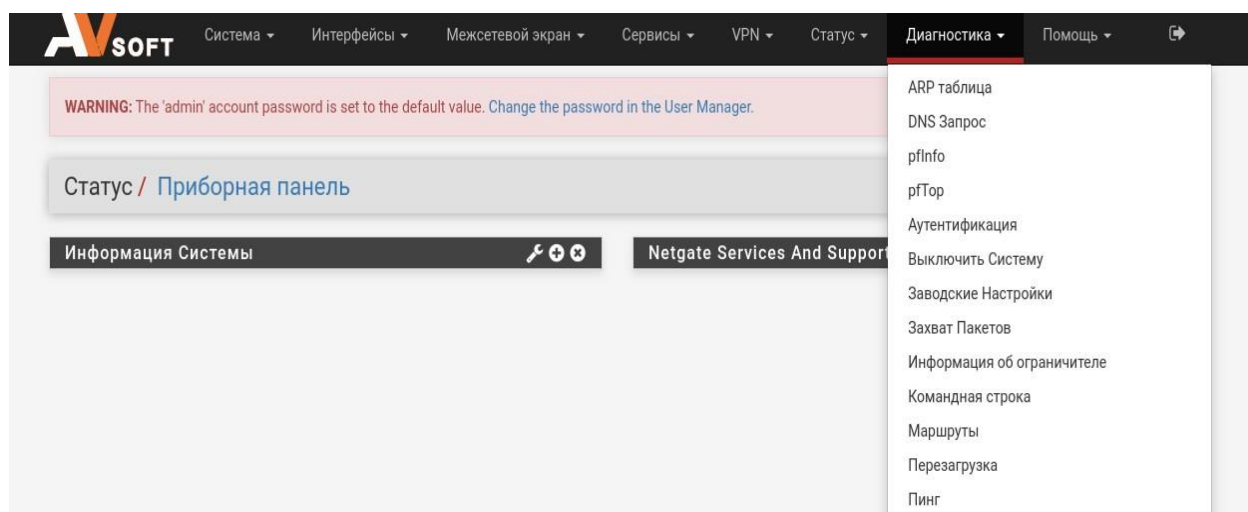 AVSOFT Система Интерфейсы Межсетевой экран Сервисы VPN Статус Диагностика Помощь
WARNING: The 'admin' account password is set to the default value. Change the password in the User Manager.
Статус / Приборная панель
Информация Системы
Netgate Services And Support
ARP таблица
DNS Запрос
pfInfo
pfTop
Аутентификация
Выключить Систему
Заводские Настройки
Захват Пакетов
Информация об ограничителе
Командная строка
Маршруты
Перезагрузка
Пинг